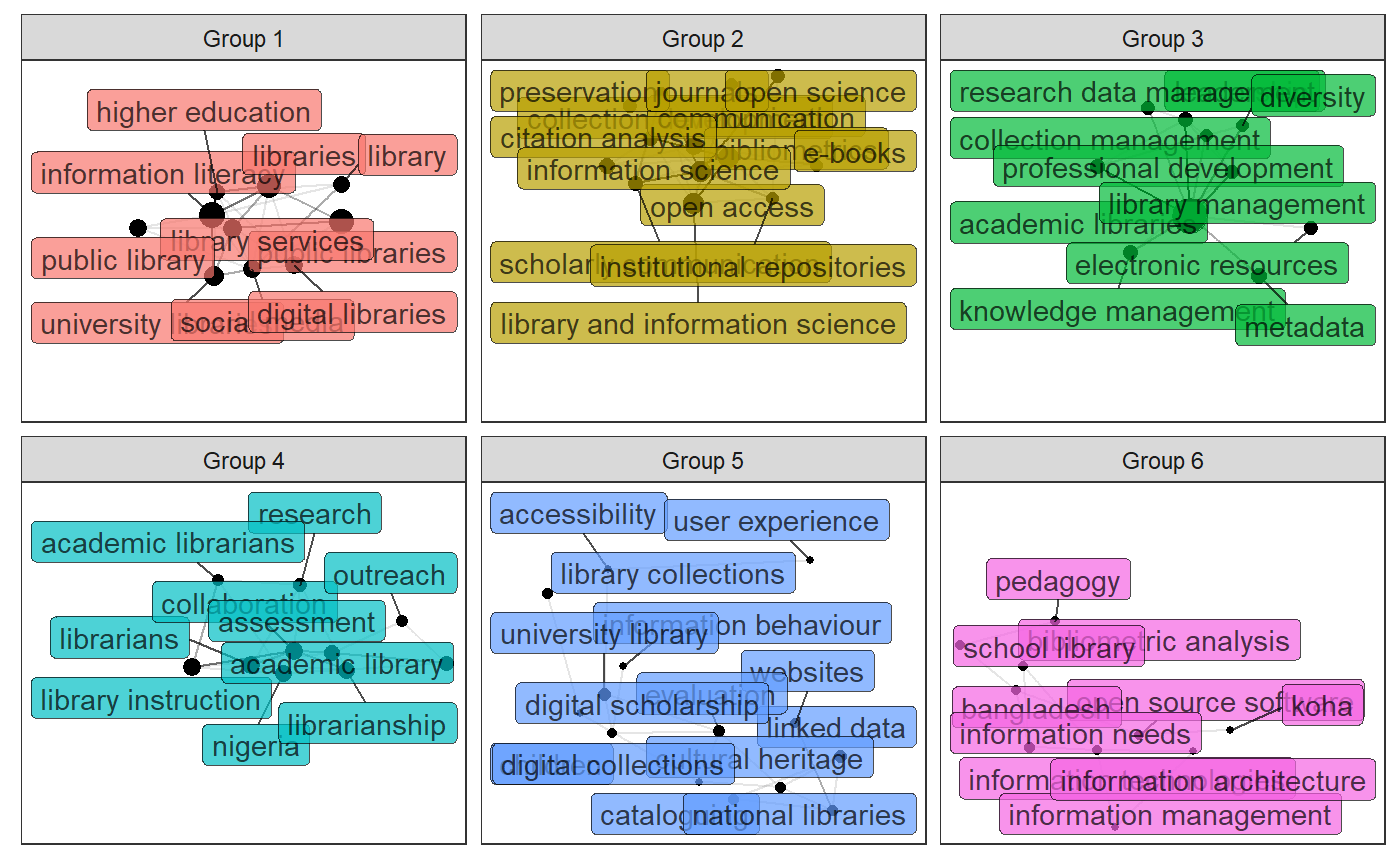 Group 1
higher education
libraries
library
information literacy
library services
public libraries
public library
university libraries
social media
digital libraries
Group 2
preservation
journals
open science
collection
communication
citation analysis
bibliometrics
e-books
information science
open access
scholarly communication
institutional repositories
library and information science
Group 3
research data management
diversity
collection management
professional development
library management
academic libraries
electronic resources
knowledge management
metadata
Group 4
research
academic librarians
outreach
collaboration
assessment
librarians
academic library
library instruction
librarianship
nigeria
Group 5
accessibility
user experience
library collections
information behaviour
university library
websites
evaluation
digital scholarship
linked data
cultural heritage
digital collections
cataloguing
national libraries
Group 6
pedagogy
bibliometric analysis
school library
open source software
koha
bangladesh
information needs
information technologies
information architecture
information management